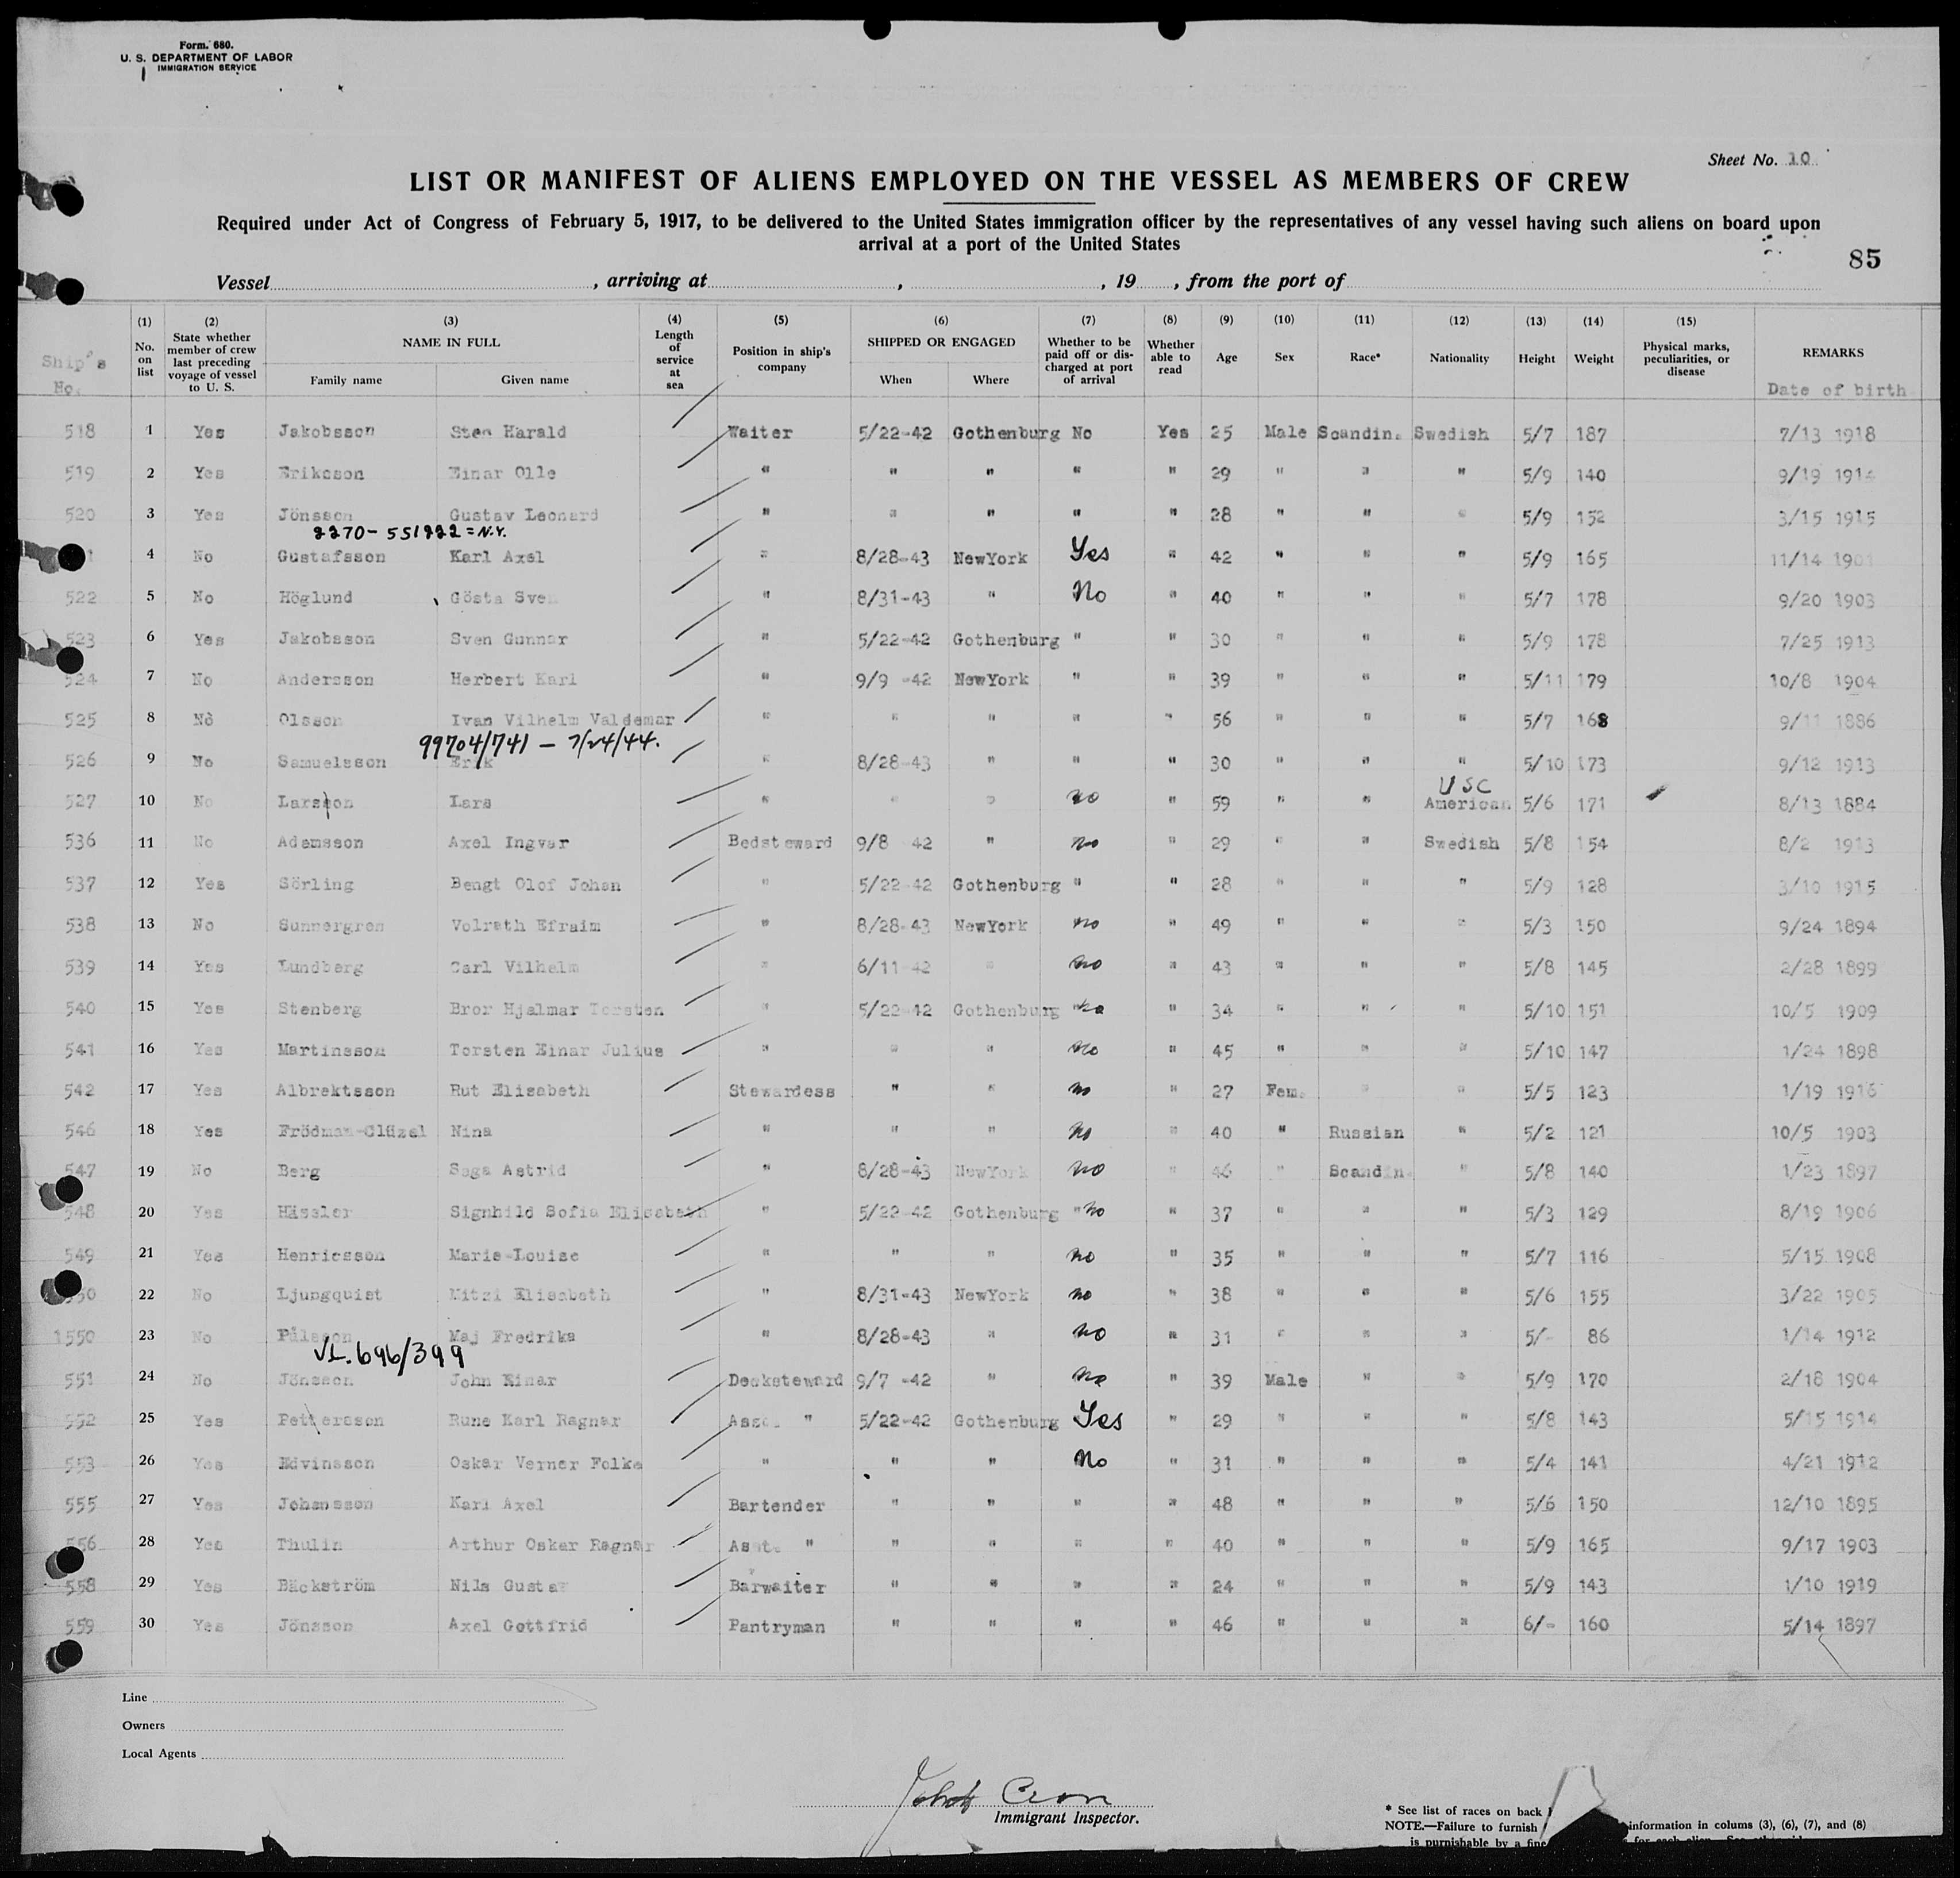 Form. 680.
U. S. DEPARTMENT OF LABOR
IMMIGRATION SERVICE
Sheet No. 10
LIST OR MANIFEST OF ALIENS EMPLOYED ON THE VESSEL AS MEMBERS OF CREW
Required under Act of Congress of February 5, 1917, to be delivered to the United States immigration officer by the representatives of any vessel having such aliens on board upon
arrival at a port of the United States
85
Vessel , arriving at , , 19 , from the port of
Ship's No. (1) No. on list (2) State whether member of crew last preceding voyage of vessel to U. S. (3) NAME IN FULL Family name Given name (4) Length of service at sea (5) Position in ship's company (6) SHIPPED OR ENGAGED When Where (7) Whether to be paid off or discharged at port of arrival (8) Whether able to read (9) Age (10) Sex (11) Race* (12) Nationality (13) Height (14) Weight (15) Physical marks, peculiarities, or disease REMARKS Date of birth
518 1 Yes Jakobsson Sten Harald Waiter 5/22-42 Gothenburg No Yes 25 Male Scandin. Swedish 5/7 187 7/13 1918
519 2 Yes Erikсson Einar Olle " " " " " 29 " " " 5/9 140 9/19 1914
520 3 Yes Jönsson Gustav Leonard " " " " " 28 " " " 5/9 152 3/15 1915
2270-551222=N.Y.
4 No Gustafsson Karl Axel " 8/28-43 NewYork Yes " 42 " " " 5/9 165 11/14 1901
522 5 No Höglund Gösta Sven " 8/31-43 " No " 40 " " " 5/7 178 9/20 1903
523 6 Yes Jakobsson Sven Gunnar " 5/22-42 Gothenburg " " 30 " " " 5/9 178 7/25 1913
524 7 No Andersson Herbert Karl " 9/9 -42 NewYork " " 39 " " " 5/11 179 10/8 1904
525 8 No Olsson Ivan Vilhelm Valdemar " " " " " 56 " " " 5/7 168 9/11 1886
99704/741 - 7/24/44.
526 9 No Samuelsson Erik " 8/28-43 " " " 30 " " " 5/10 173 9/12 1913
USC
527 10 No Larsson Lars " " " No " 59 " " American 5/6 171 8/13 1884
536 11 No Adamsson Axel Ingvar Bedsteward 9/8 42 " no " 29 " " Swedish 5/8 154 8/2 1913
537 12 Yes Sörling Bengt Olof Johan " 5/22-42 Gothenburg " " 28 " " " 5/9 128 3/10 1915
538 13 No Sunnergren Volrath Efraim " 8/28-43 NewYork no " 49 " " " 5/3 150 9/24 1894
539 14 Yes Lundberg Carl Vilhelm " 6/11-42 " no " 43 " " " 5/8 145 2/28 1899
540 15 Yes Stenberg Bror Hjalmar Torsten " 5/22-42 Gothenburg " no " 34 " " " 5/10 151 10/5 1909
541 16 Yes Martinsson Torsten Einar Julius " " " no " 45 " " " 5/10 147 1/24 1898
542 17 Yes Albrektsson Rut Elisabeth Stewardess " " no " 27 Fem. " " 5/5 123 1/19 1916
546 18 Yes Frödman-Clüzel Nina " " " no " 40 " Russian " 5/2 121 10/5 1903
547 19 No Berg Saga Astrid " 8/28-43 NewYork no " 46 " Scandin. " 5/8 140 1/23 1897
548 20 Yes Hässler Signhild Sofia Elisabeth " 5/22-42 Gothenburg " no " 37 " " " 5/3 129 8/19 1906
549 21 Yes Henricsson Marie-Louise " " " no " 35 " " " 5/7 116 5/15 1908
550 22 No Ljungquist Mitzi Elisabeth " 8/31-43 NewYork no " 38 " " " 5/6 155 3/22 1905
1550 23 No Pålsson Maj Fredrika " 8/28-43 " no " 31 " " " 5/- 86 1/14 1912
VL.696/399
551 24 No Jönsson John Einar Decksteward 9/7 -42 " no " 39 Male " " 5/9 170 2/18 1904
552 25 Yes Pettersson Rune Karl Ragnar Asst. " 5/22-42 Gothenburg Yes " 29 " " " 5/8 143 5/15 1914
553 26 Yes Edvinsson Oskar Verner Folke " " " No " 31 " " " 5/4 141 4/21 1912
555 27 Yes Johansson Karl Axel Bartender " " " " 48 " " " 5/6 150 12/10 1895
556 28 Yes Thulin Arthur Oskar Ragnar Asst. " " " " " 40 " " " 5/9 165 9/17 1903
558 29 Yes Bäckström Nils Gustav Barwaiter " " " " 24 " " " 5/9 143 1/10 1919
559 30 Yes Jönsson Axel Gottfrid Pantryman " " " " 46 " " " 6/- 160 5/14 1897
Line
Owners
Local Agents
Immigrant Inspector.
* See list of races on back
NOTE.—Failure to furnish information in colums (3), (6), (7), and (8)
is punishable by a fine